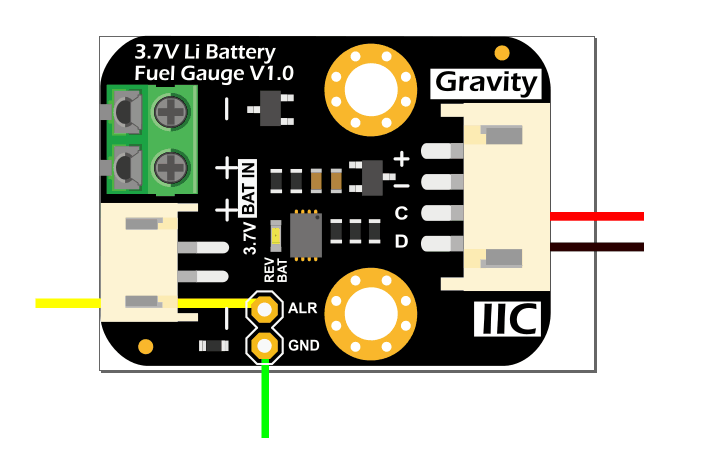 3.7V Li Battery
Fuel Gauge V1.0
Gravity
−
+
+
−
3.7V BAT IN
+
−
C
D
REV
BAT
ALR
GND
IIC